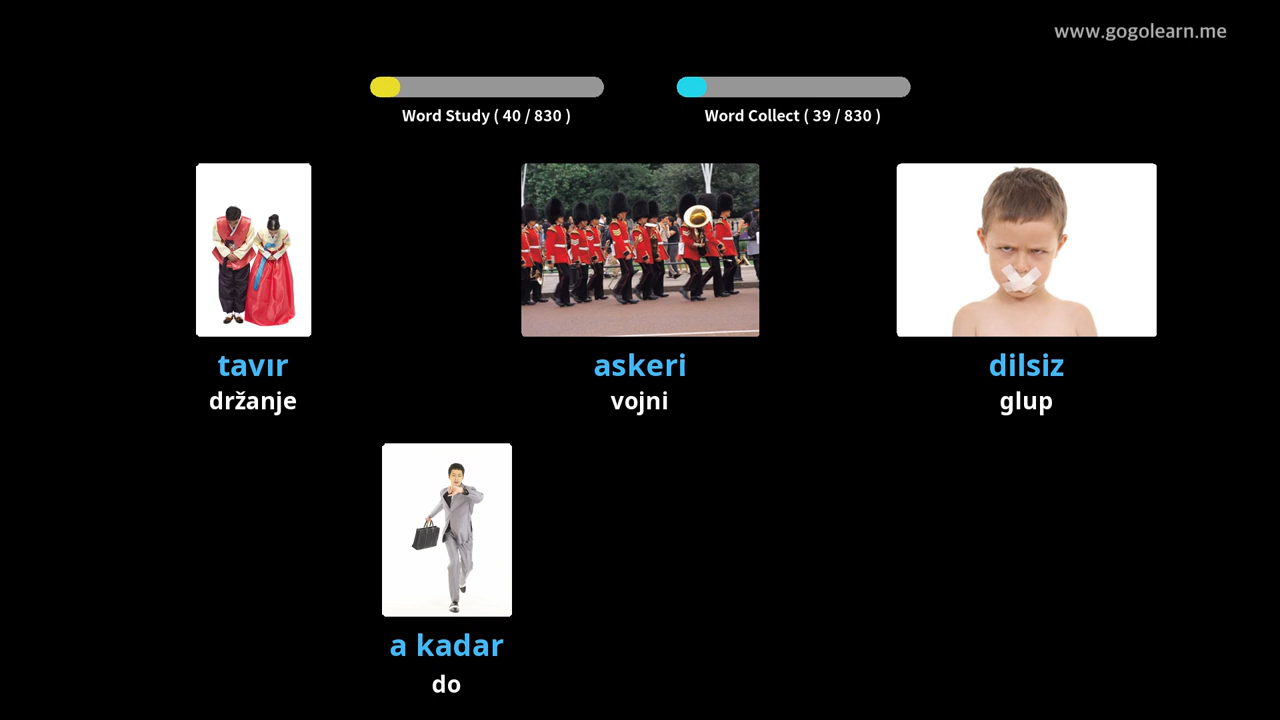 www.gogolearn.me
Word Study ( 40 / 830 )
Word Collect ( 39 / 830 )
tavır
držanje
askeri
vojni
dilsiz
glup
a kadar
do